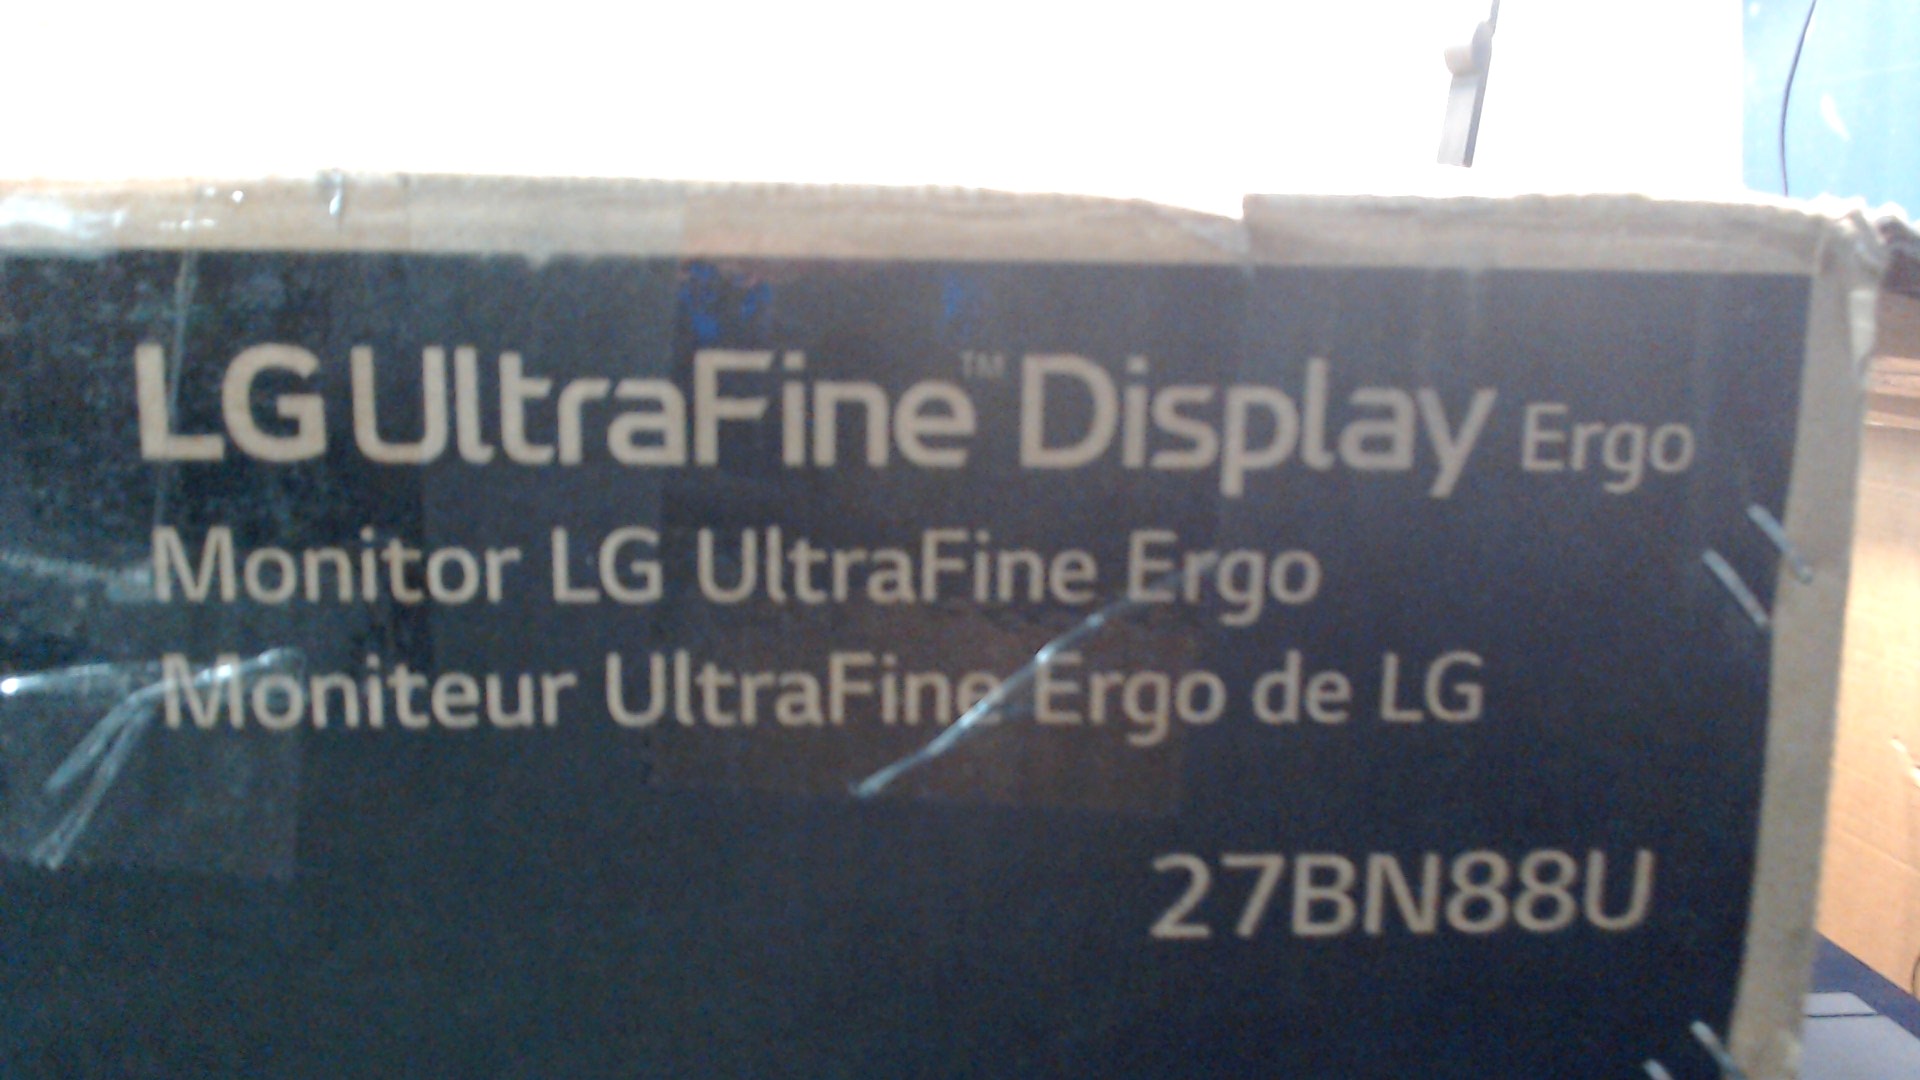 LG UltraFine™ Display Ergo
Monitor LG UltraFine Ergo
Moniteur UltraFine Ergo de LG
27BN88U